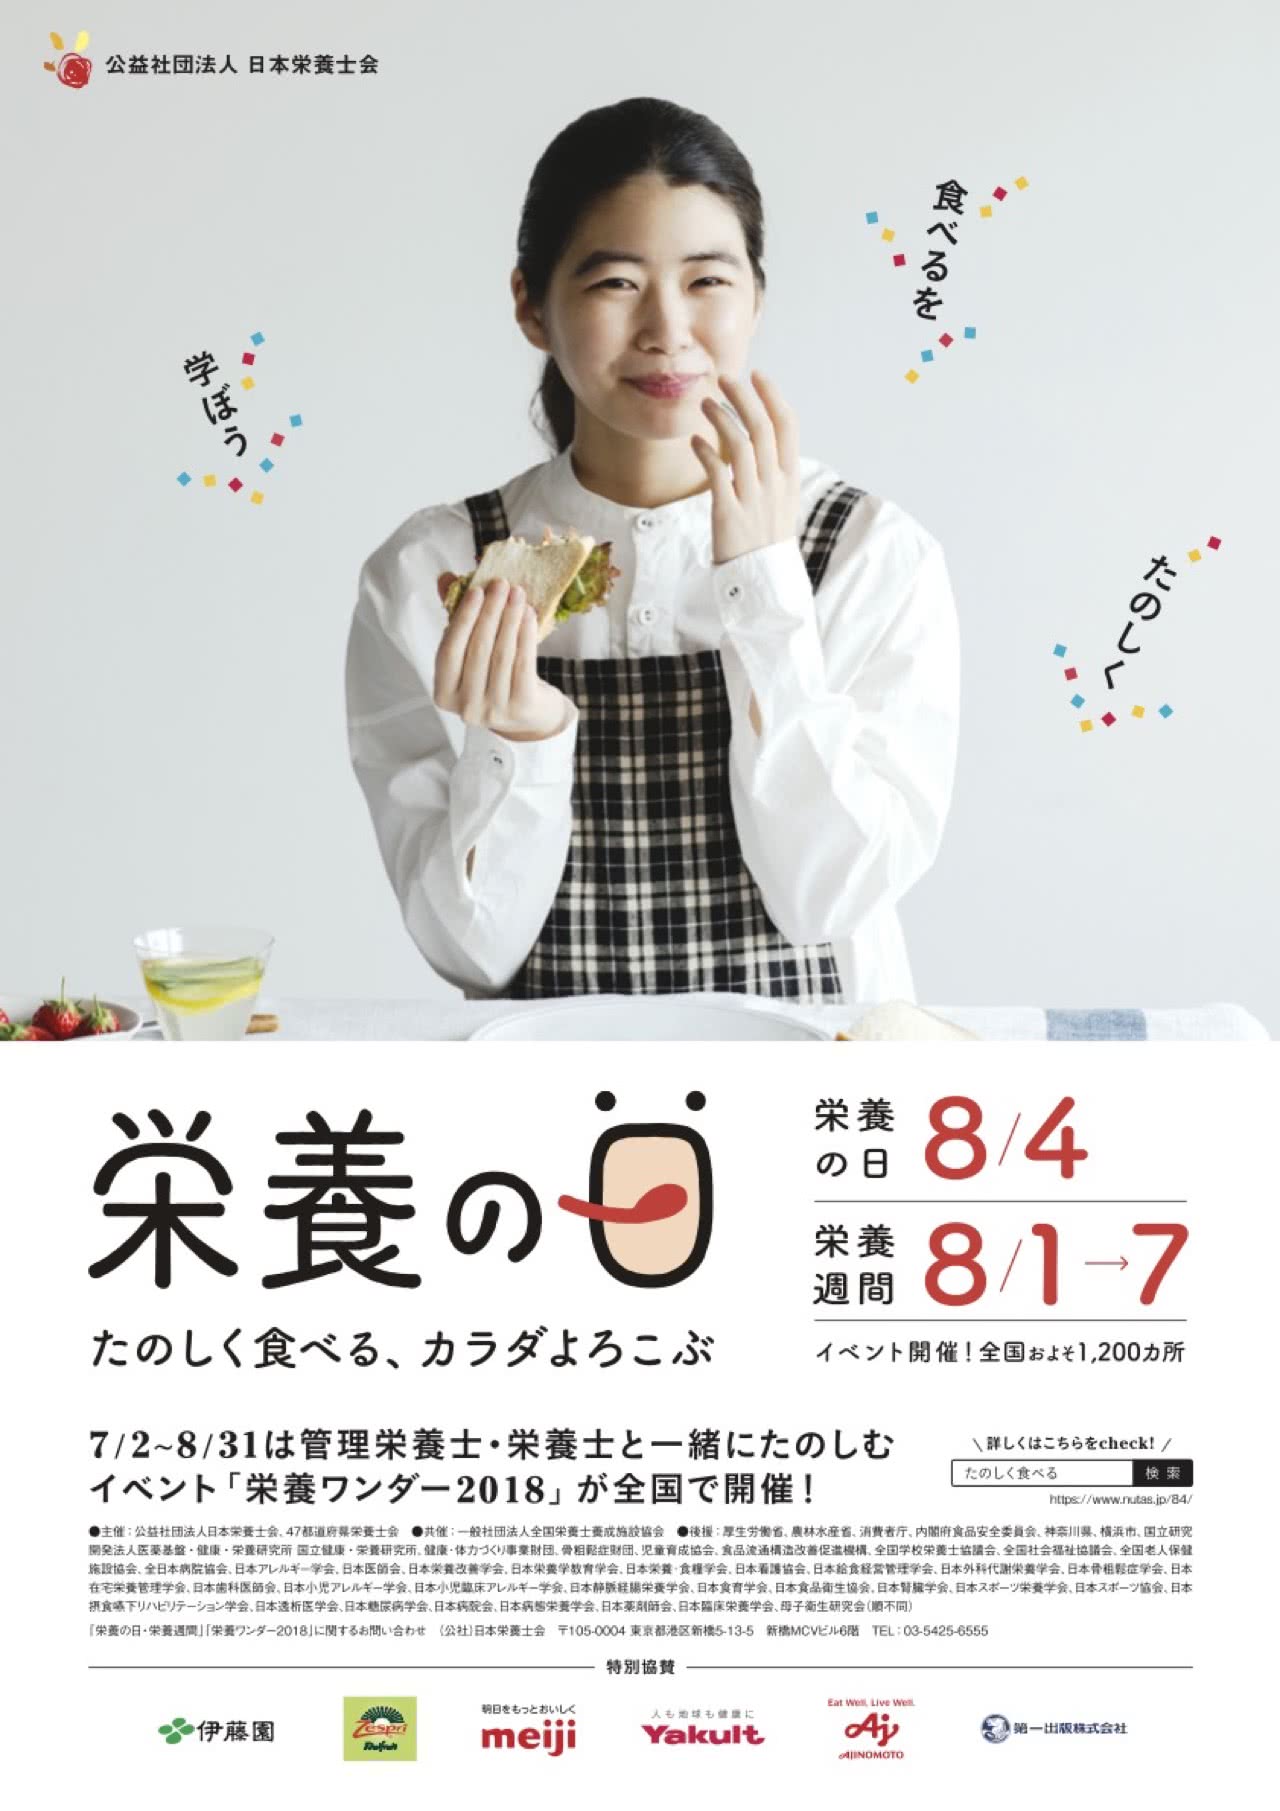 公益社団法人 日本栄養士会
食べるを
たのしく
学ぼう
栄養の日
たのしく食べる、カラダよろこぶ
栄養の日 8/4
栄養週間 8/1→7
イベント開催！全国およそ1,200カ所
7/2~8/31は管理栄養士・栄養士と一緒にたのしむ
イベント「栄養ワンダー2018」が全国で開催！
\ 詳しくはこちらをcheck! /
たのしく食べる 検索
https://www.nutas.jp/84/
●主催：公益社団法人日本栄養士会、47都道府県栄養士会 ●共催：一般社団法人全国栄養士養成施設協会 ●後援：厚生労働省、農林水産省、消費者庁、内閣府食品安全委員会、神奈川県、横浜市、国立研究
開発法人医薬基盤・健康・栄養研究所 国立健康・栄養研究所、健康・体力づくり事業財団、骨粗鬆症財団、児童育成協会、食品流通構造改善促進機構、全国学校栄養士協議会、全国社会福祉協議会、全国老人保健
施設協会、全日本病院協会、日本アレルギー学会、日本医師会、日本栄養改善学会、日本栄養学教育学会、日本栄養・食糧学会、日本看護協会、日本給食経営管理学会、日本外科代謝栄養学会、日本骨粗鬆症学会、日本
在宅栄養管理学会、日本歯科医師会、日本小児アレルギー学会、日本小児臨床アレルギー学会、日本静脈経腸栄養学会、日本食育学会、日本食品衛生協会、日本腎臓学会、日本スポーツ栄養学会、日本スポーツ協会、日本
摂食嚥下リハビリテーション学会、日本透析医学会、日本糖尿病学会、日本病院会、日本病態栄養学会、日本薬剤師会、日本臨床栄養学会、母子衛生研究会（順不同）
「栄養の日・栄養週間」「栄養ワンダー2018」に関するお問い合わせ (公社)日本栄養士会 〒105-0004 東京都港区新橋5-13-5 新橋MCVビル6階 TEL：03-5425-6555
特別協賛
伊藤園
Zespri
明日をもっとおいしく
meiji
人も地球も健康に
Yakult
Eat Well, Live Well.
Aj
AJINOMOTO
第一出版株式会社